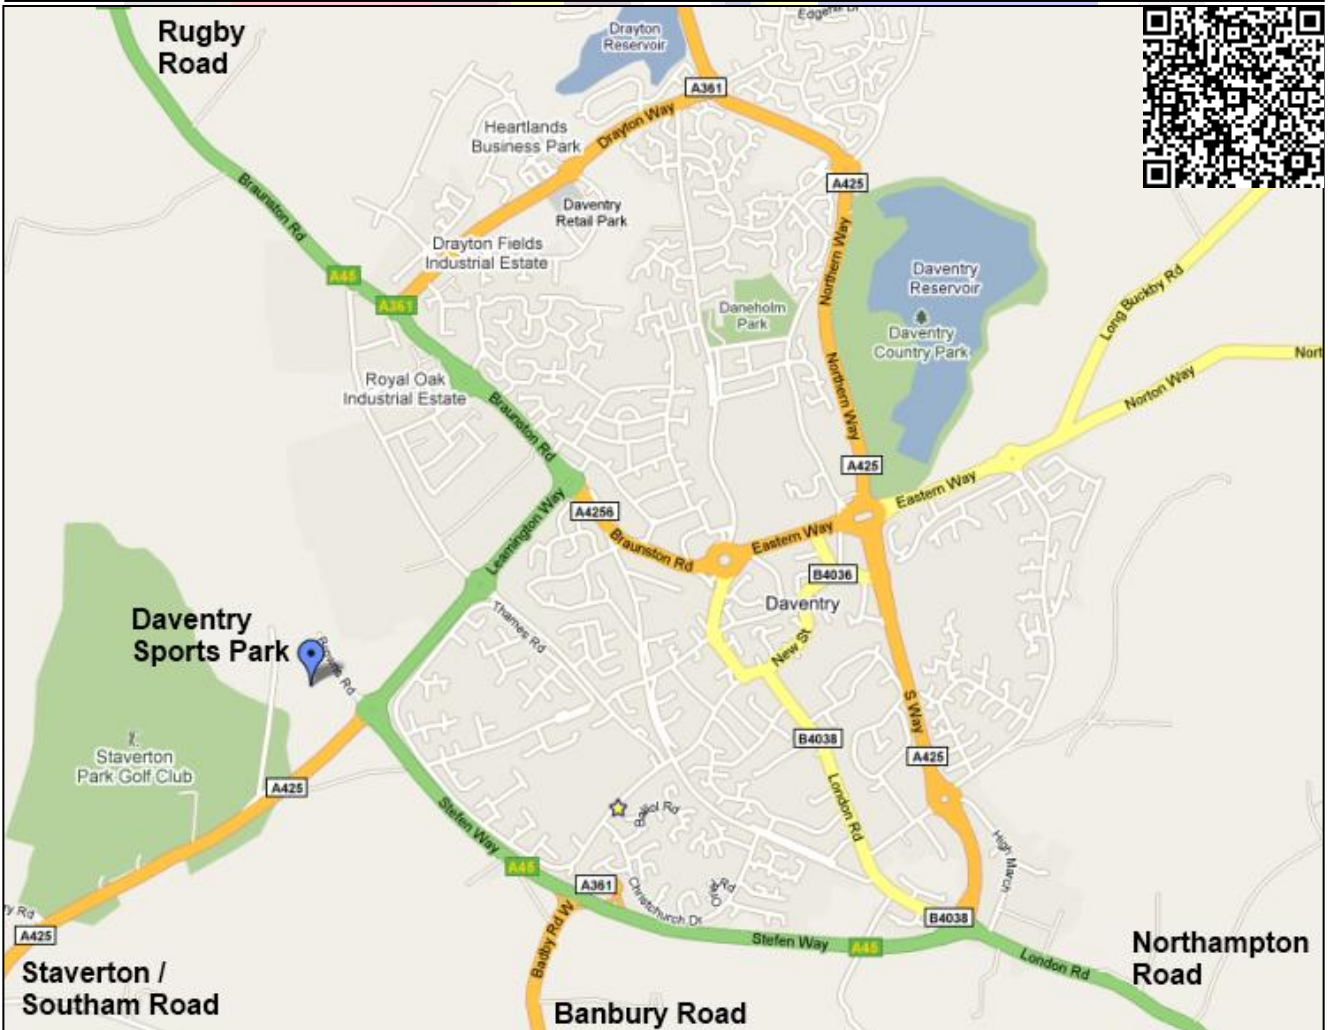 Rugby
Road
Drayton
Reservoir
A361
Drayton Way
Heartlands
Business Park
A425
Braunston Rd
Daventry
Retail Park
Northern Way
Drayton Fields
Industrial Estate
Daventry
Reservoir
A45
A361
Long Buckby Rd
Daneholm
Park
Daventry
Country Park
Royal Oak
Industrial Estate
Northern Way
Norton Way
Braunston Rd
A425
Eastern Way
Leamington Way
A4256
Braunston Rd
Eastern Way
B4036
Daventry
Thames Rd
New St
Daventry
Sports Park
S Way
B4038
A425
Staverton
Park Golf Club
A425
Stefen Way
Balliol Rd
London Rd
High March
A45
A361
Christchurch Dr
Oriel Rd
B4038
A425
Badby Rd W
Stefen Way
A45
London Rd
Northampton
Road
Staverton /
Southam Road
Banbury Road